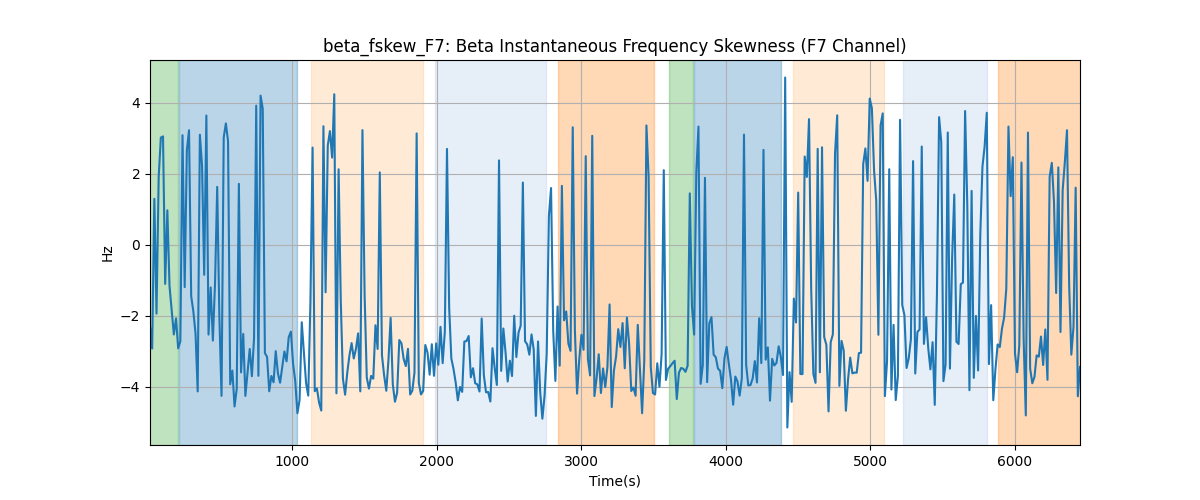 beta_fskew_F7: Beta Instantaneous Frequency Skewness (F7 Channel)
4
2
0
−2
−4
Hz
1000 2000 3000 4000 5000 6000
Time(s)